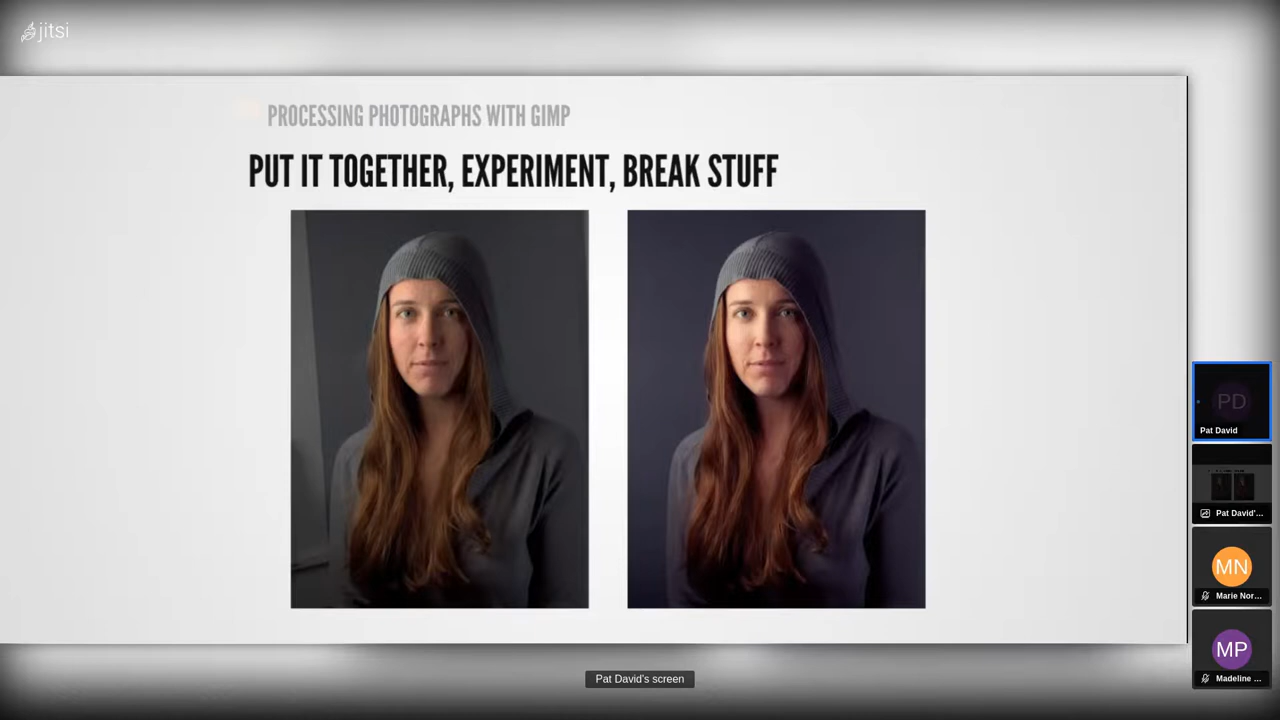 jitsi
PROCESSING PHOTOGRAPHS WITH GIMP
PUT IT TOGETHER, EXPERIMENT, BREAK STUFF
PD
Pat David
Pat David'...
MN
Marie Nor...
MP
Madeline ...
Pat David's screen